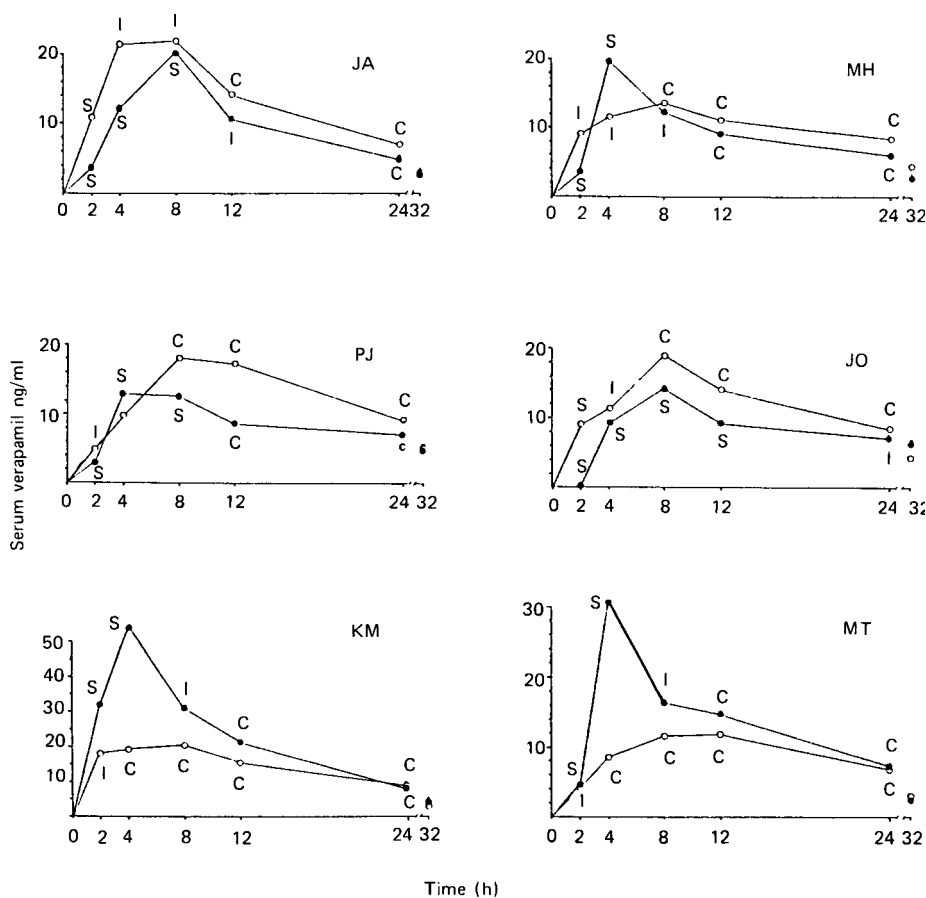 I I
JA
20
S C
10 S S I C
S C
0 2 4 8 12 24 32
S
MH
20
I C C
10 C
S I I C C
0 2 4 8 12 24 32
Serum verapamil ng/ml
PJ
20
C C
S
10 I S C C
S c c
0 2 4 8 12 24 32
JO
20
C
S I C
10 S S C
S S I
0 2 4 8 12 24 32
KM
50 S
40
S I
30 C
20
10 I C C C C
C
0 2 4 8 12 24 32
MT
30 S
20 I
C
10 S C C C C
I C
0 2 4 8 12 24 32
Time (h)